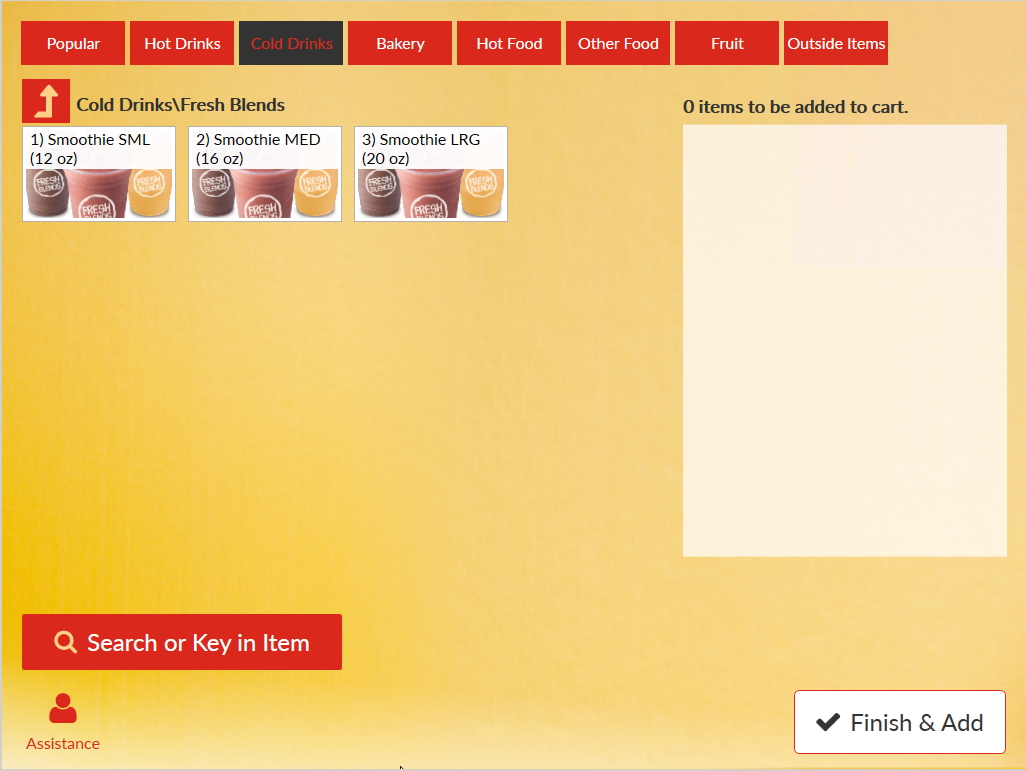 Popular
Hot Drinks
Cold Drinks
Bakery
Hot Food
Other Food
Fruit
Outside Items
Cold Drinks\Fresh Blends
0 items to be added to cart.
1) Smoothie SML
(12 oz)
2) Smoothie MED
(16 oz)
3) Smoothie LRG
(20 oz)
FRESH
BLENDS
FRESH
BLENDS
FRESH
FRESH
BLENDS
FRESH
BLENDS
FRESH
FRESH
BLENDS
FRESH
BLENDS
FRESH
Search or Key in Item
Assistance
Finish & Add